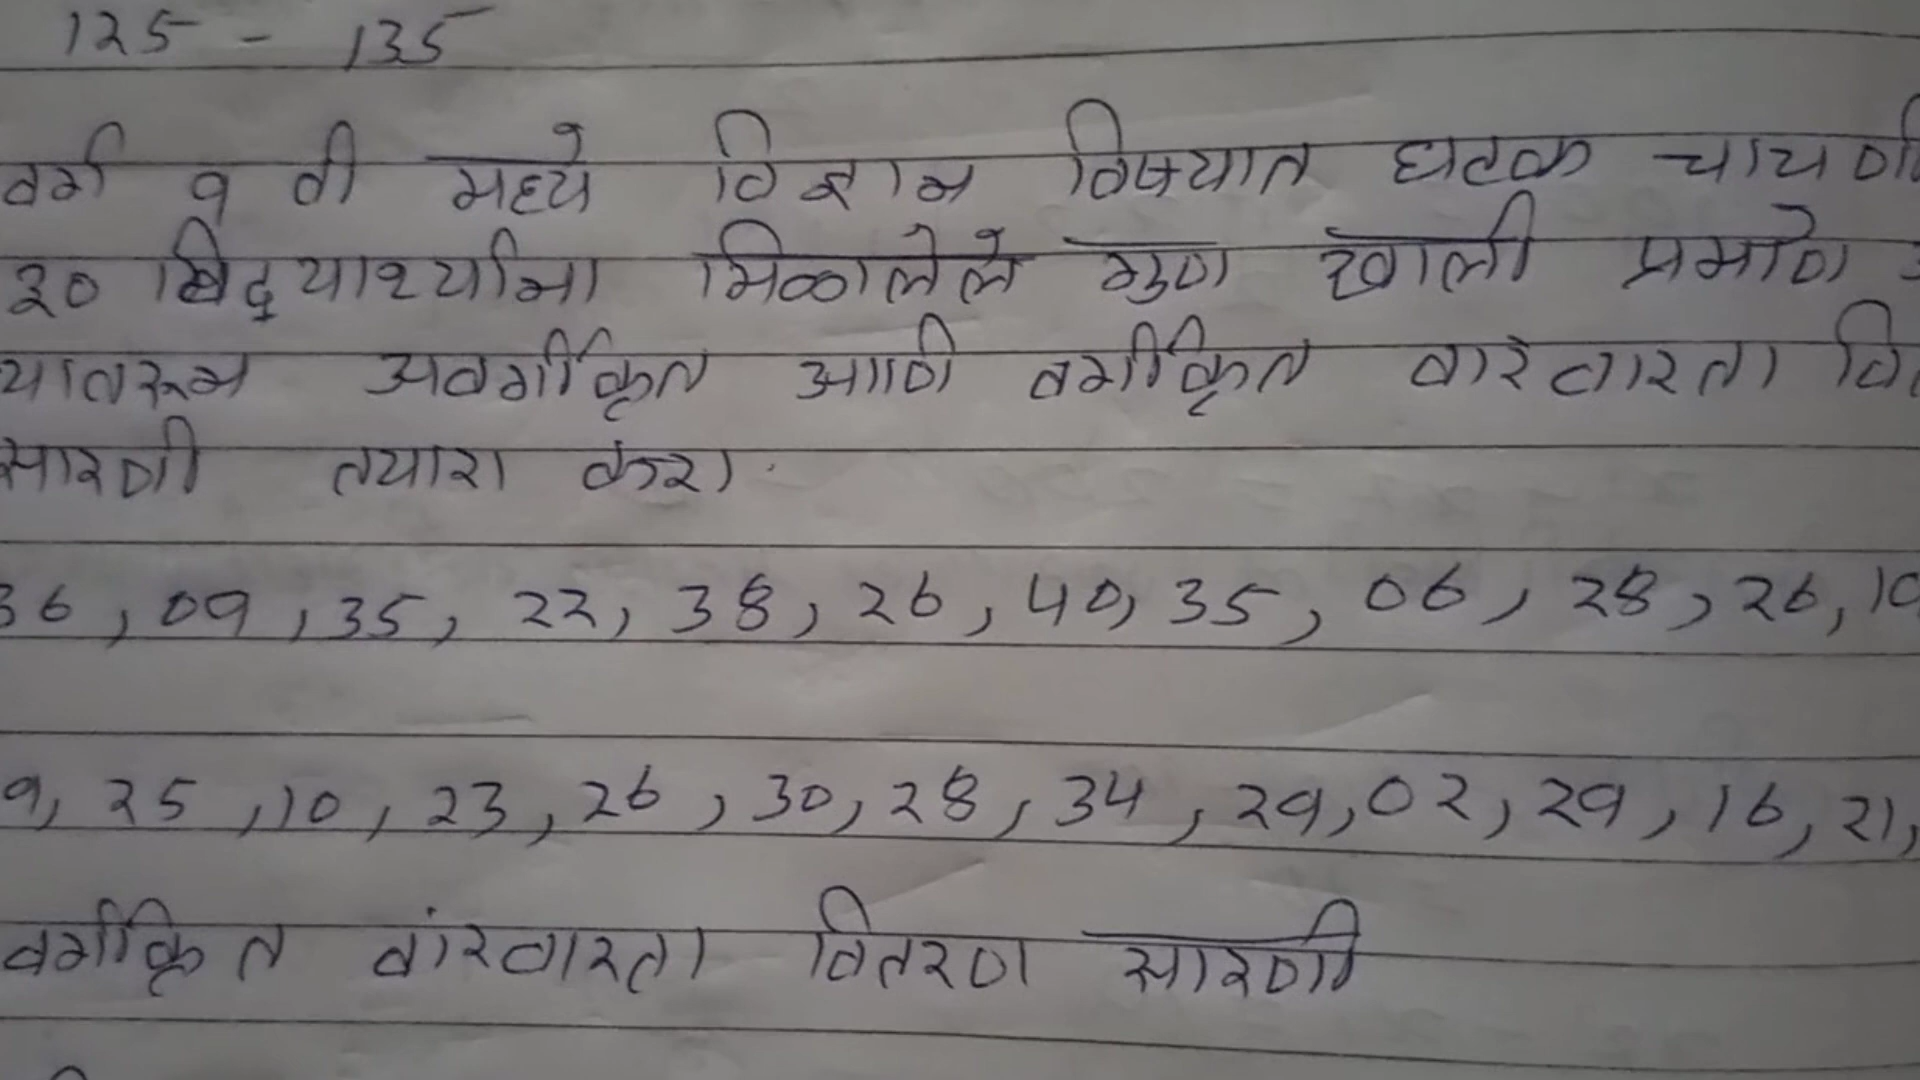 125 - 135
वर्ग 9 वी मध्ये विज्ञान विषयात घटक
30 विद्यार्थ्यांना मिळालेले गुण खाली प्रमाणे
यावरून अवर्गीकृत आणि वर्गीकृत वारंवारता
सारणी तयारा करा.
36, 09, 35, 22, 38, 26, 40, 35, 06, 28, 26,
9, 25, 10, 23, 26, 30, 28, 34, 29, 02, 29, 16, 21,
वर्गीकृत वांरवारता वितरण सारणी